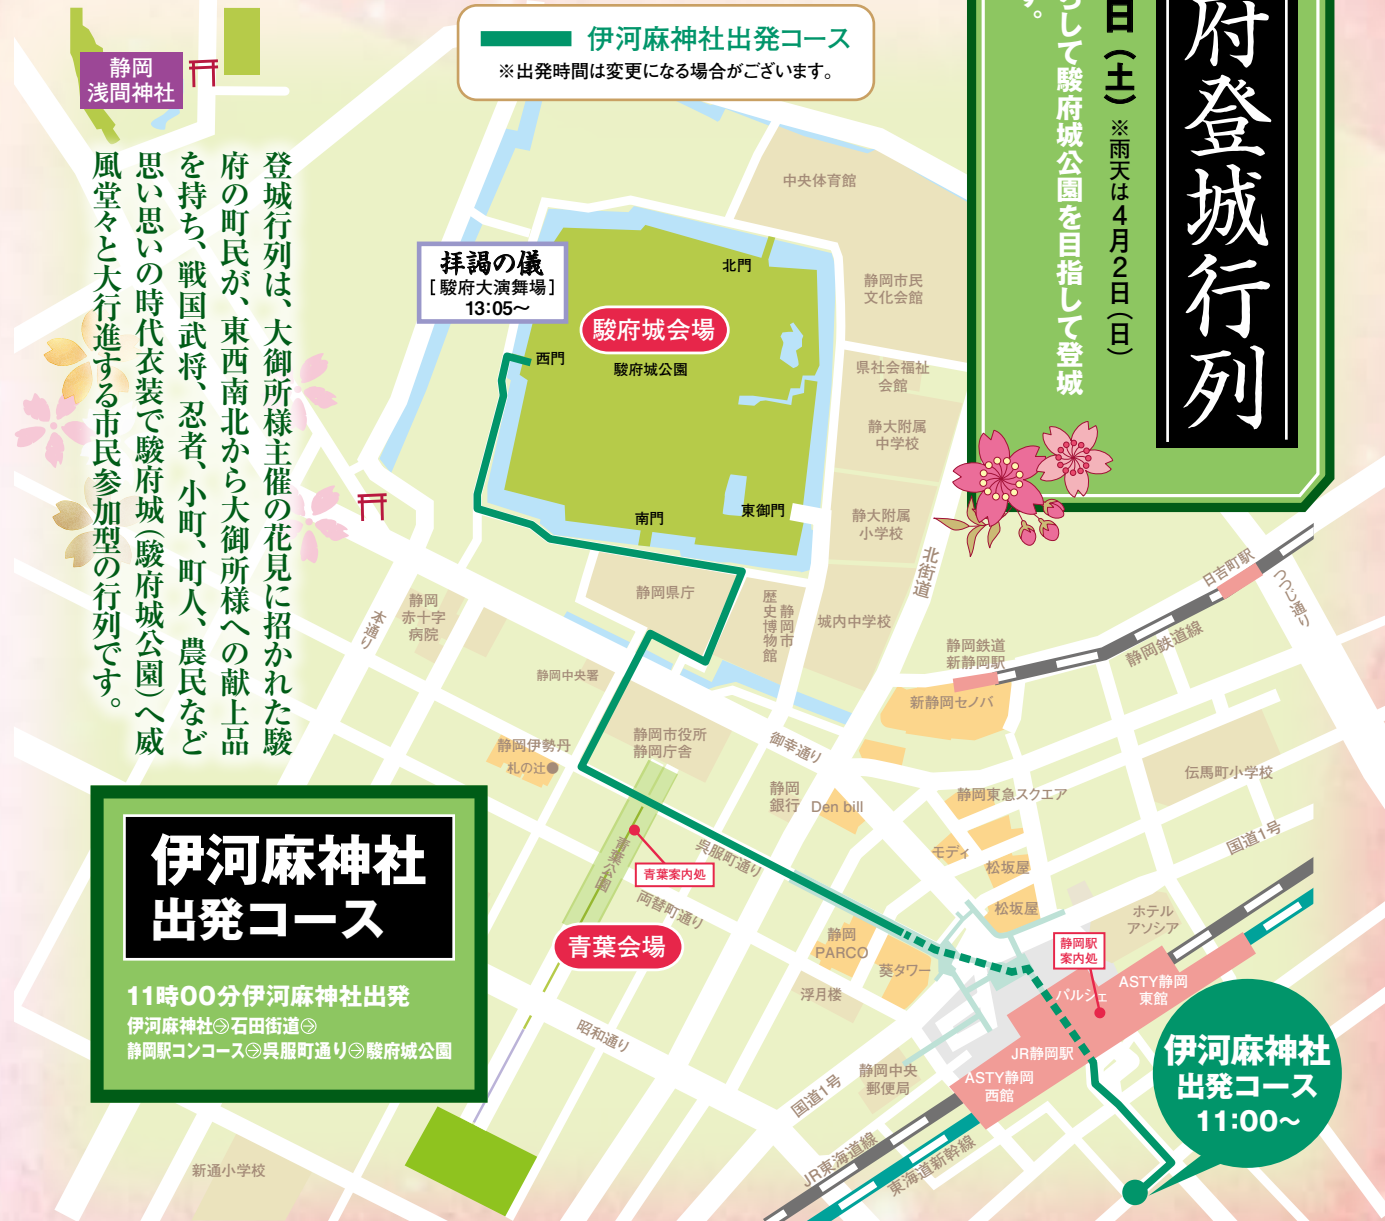 府登城行列
日（土）※雨天は4月2日（日）
らして駿府城公園を目指して登城
す。
伊河麻神社出発コース
※出発時間は変更になる場合がございます。
静岡
浅間神社
登城行列は、大御所様主催の花見に招かれた駿
府の町民が、東西南北から大御所様への献上品
を持ち、戦国武将、忍者、小町、町人、農民など
思い思いの時代衣装で駿府城（駿府城公園）へ威
風堂々と大行進する市民参加型の行列です。
拝謁の儀
［駿府大演舞場］
13:05～
中央体育館
北門
静岡市民
文化会館
駿府城会場
駿府城公園
西門
県社会福祉
会館
静大附属
中学校
南門
東御門
静大附属
小学校
北街道
日吉町駅
つつじ通り
静岡鉄道線
静岡県庁
静岡市
歴史博物館
城内中学校
静岡
赤十字
病院
本通り
静岡鉄道
新静岡駅
静岡中央署
新静岡セノバ
静岡市役所
静岡庁舎
御幸通り
静岡伊勢丹
札の辻
静岡
銀行
Den bill
静岡東急スクエア
伝馬町小学校
国道1号
モディ
松坂屋
松坂屋
呉服町通り
青葉公園
青葉案内処
両替町通り
青葉会場
静岡
PARCO
葵タワー
浮月楼
ホテル
アソシア
静岡駅
案内処
パルシェ
ASTY静岡
東館
JR静岡駅
ASTY静岡
西館
昭和通り
静岡中央
郵便局
国道1号
JR東海道線
東海道新幹線
新通小学校
伊河麻神社
出発コース
11時00分伊河麻神社出発
伊河麻神社→石田街道→
静岡駅コンコース→呉服町通り→駿府城公園
伊河麻神社
出発コース
11:00～